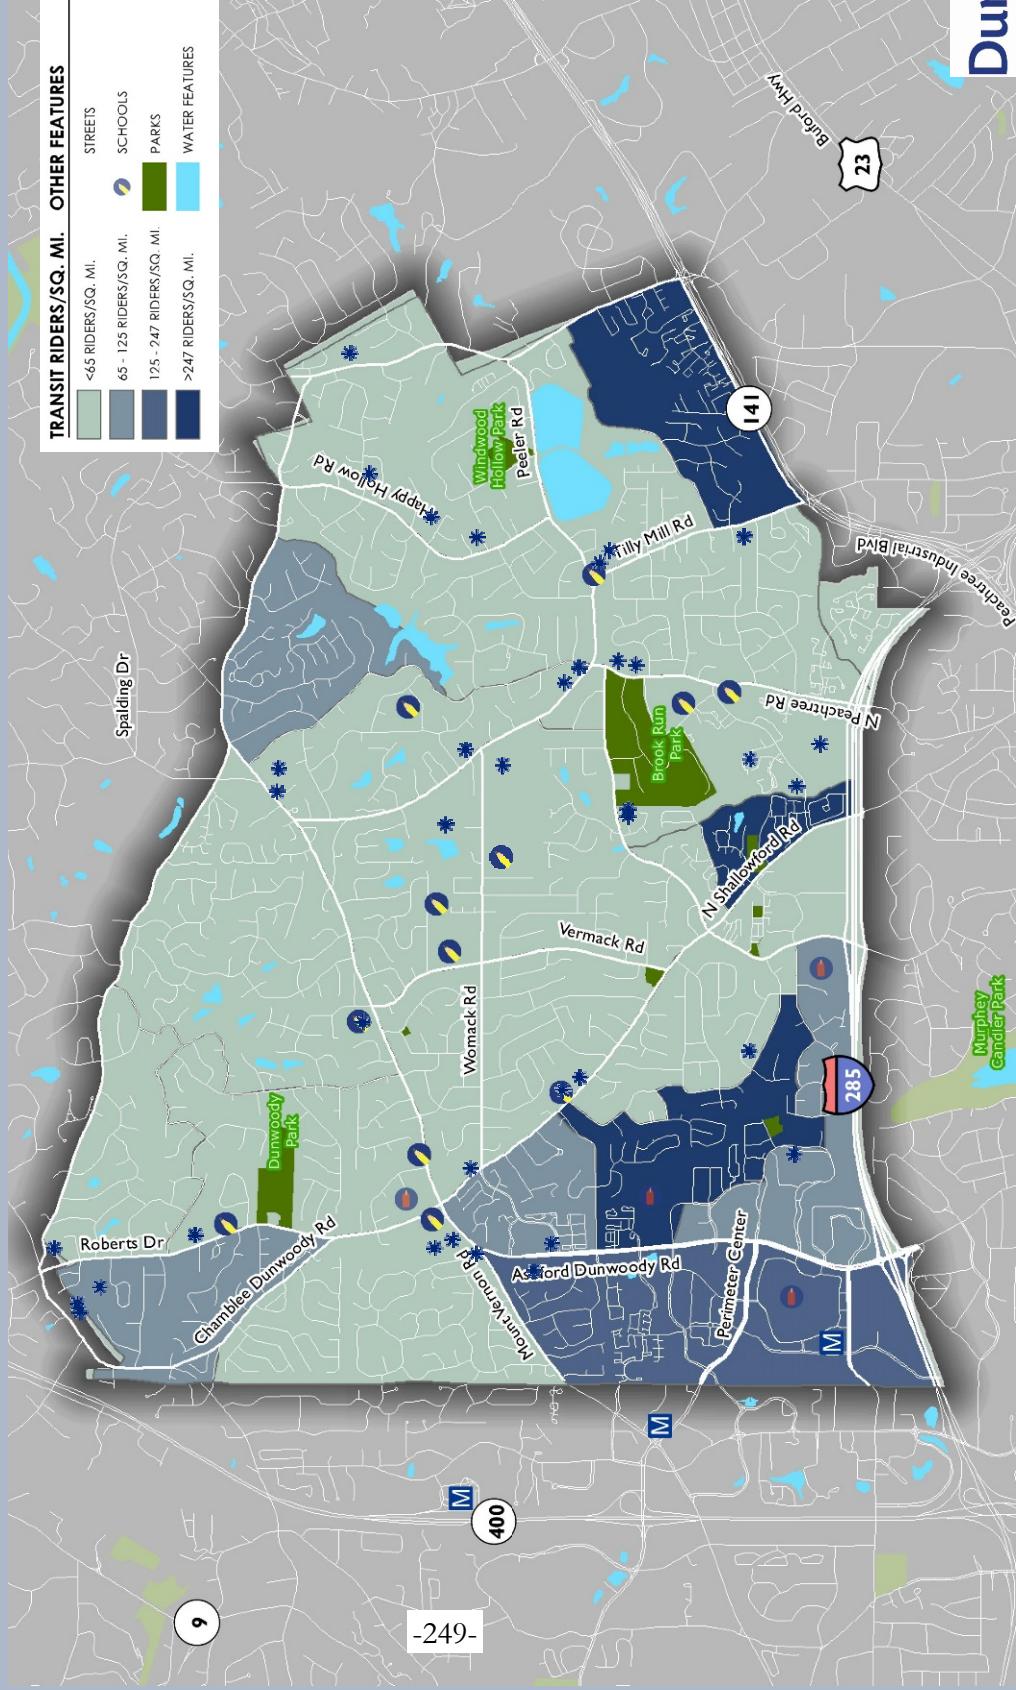 TRANSIT RIDERS/SQ. MI.
<65 RIDERS/SQ. MI.
65 - 125 RIDERS/SQ. MI.
125 - 247 RIDERS/SQ. MI.
>247 RIDERS/SQ. MI.
OTHER FEATURES
STREETS
SCHOOLS
PARKS
WATER FEATURES
Spalding Dr
Happy Hollow Rd
Windwood
Hollow Park
Peeler Rd
Tilly Mill Rd
141
Buford Hwy
23
Peachtree Industrial Blvd
N Peachtree Rd
Brook Run
Park
N Shallowford Rd
Vermack Rd
Womack Rd
Dunwoody
Park
Roberts Dr
Chamblee Dunwoody Rd
Mount Vernon Rd
Ashford Dunwoody Rd
Perimeter Center
285
Murphey
Candler Park
M
M
M
400
9
-249-